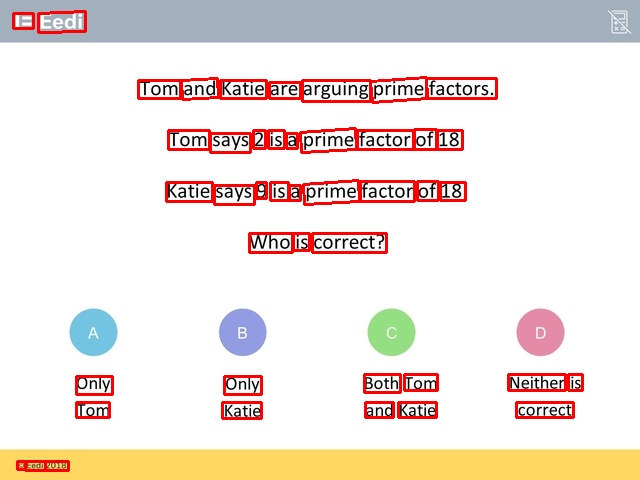 Eedi
Tom and Katie are arguing prime factors.
Tom says 2 is a prime factor of 18
Katie says 9 is a prime factor of 18
Who is correct?
A
B
C
D
Only Tom
Only Katie
Both Tom and Katie
Neither is correct
© Eedi 2018